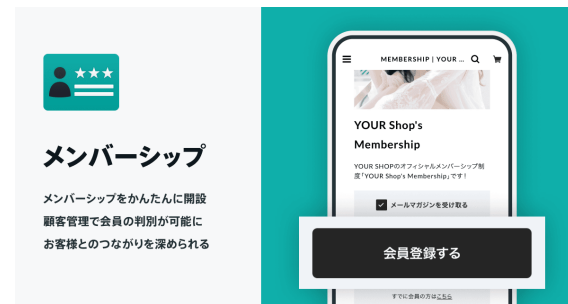 メンバーシップ
メンバーシップをかんたんに開設
顧客管理で会員の判別が可能に
お客様とのつながりを深められる
MEMBERSHIP | YOUR ...
YOUR Shop's
Membership
YOUR SHOPのオフィシャルメンバーシップ制
度「YOUR Shop's Membership」です！
メールマガジンを受け取る
会員登録する
すでに会員の方はこちら